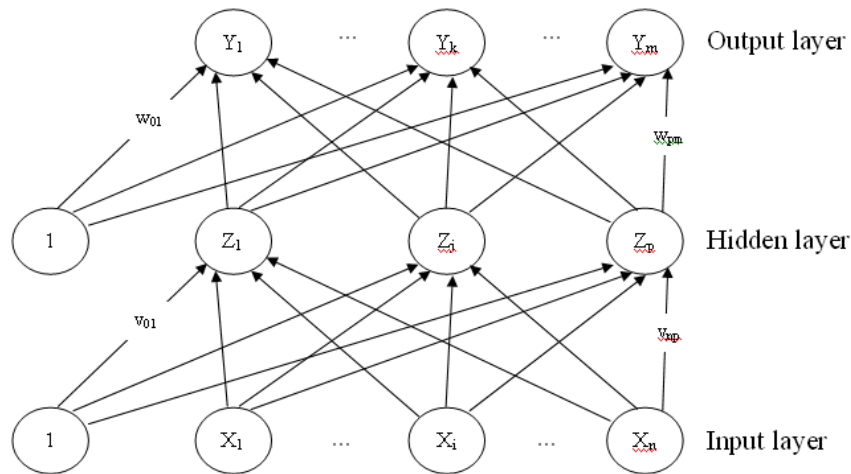 Y₁ ... Yₖ ... Yₘ Output layer
w₀₁ wₚₘ
1 Z₁ Zⱼ Zₚ Hidden layer
v₀₁ vₙₚ
1 X₁ ... Xᵢ ... Xₙ Input layer